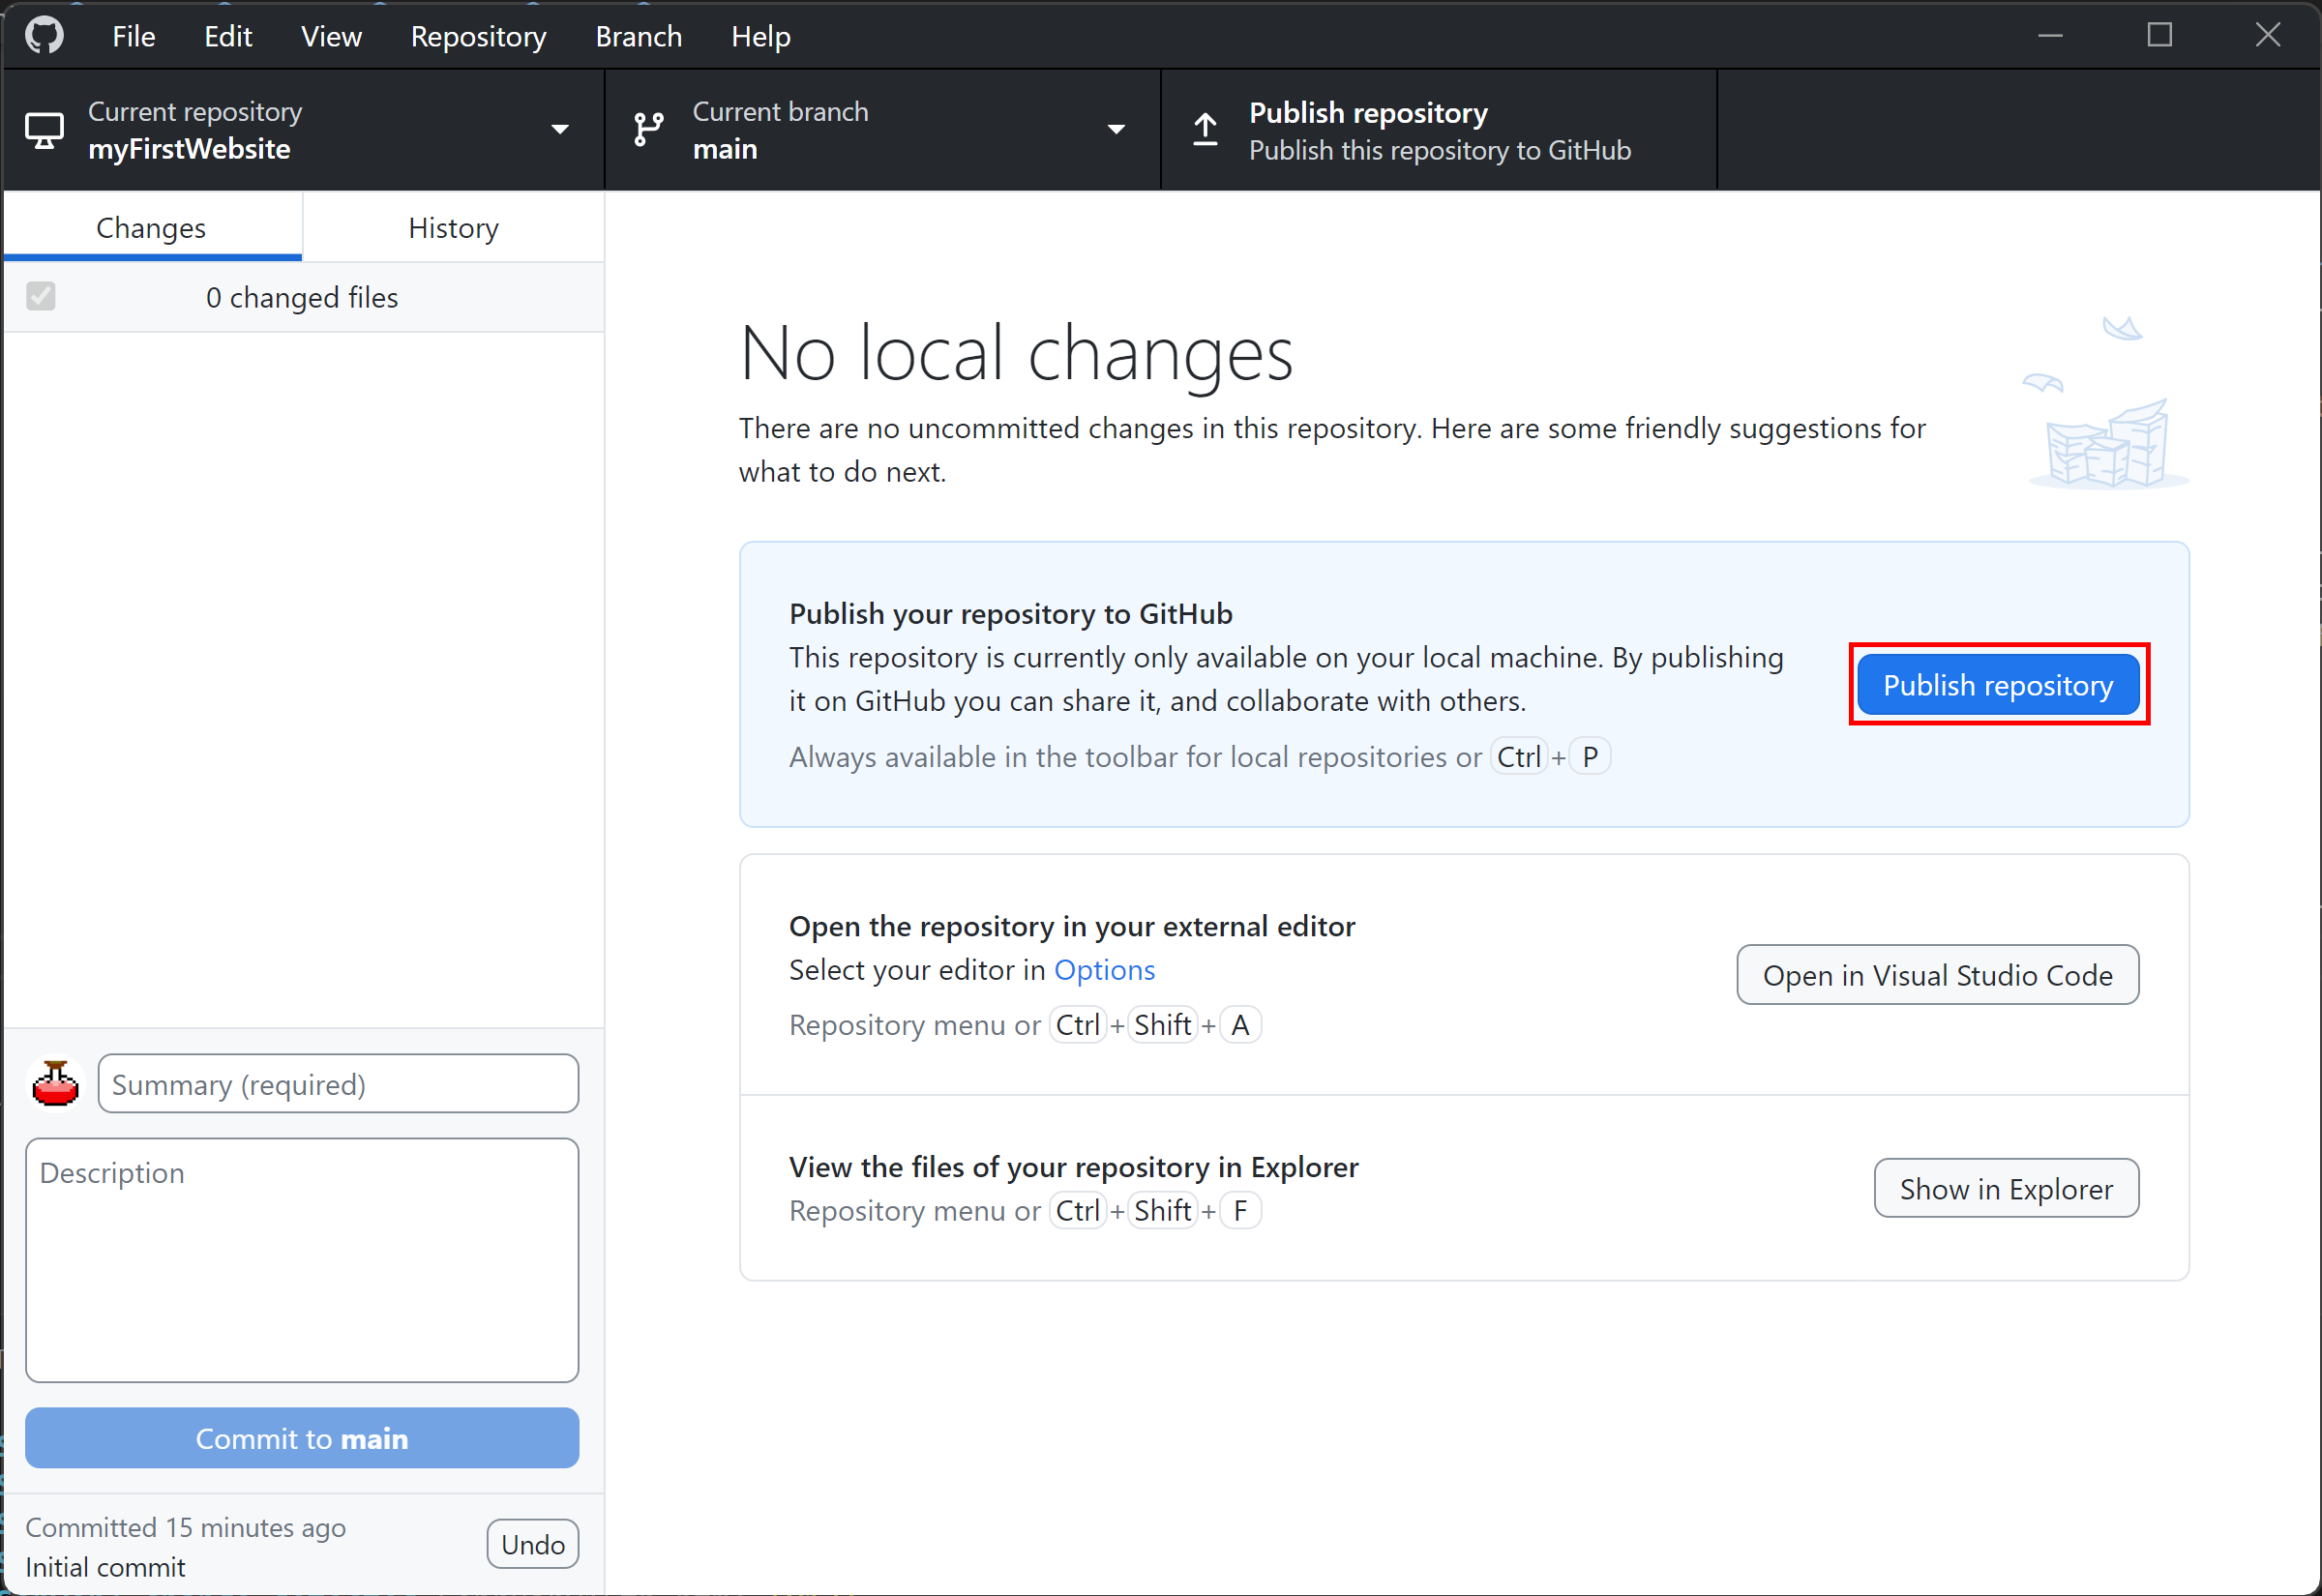 File Edit View Repository Branch Help
Current repository
myFirstWebsite
Current branch
main
Publish repository
Publish this repository to GitHub
Changes
History
0 changed files
No local changes
There are no uncommitted changes in this repository. Here are some friendly suggestions for
what to do next.
Publish your repository to GitHub
This repository is currently only available on your local machine. By publishing
it on GitHub you can share it, and collaborate with others.
Always available in the toolbar for local repositories or Ctrl + P
Publish repository
Open the repository in your external editor
Select your editor in Options
Repository menu or Ctrl + Shift + A
Open in Visual Studio Code
View the files of your repository in Explorer
Repository menu or Ctrl + Shift + F
Show in Explorer
Summary (required)
Description
Commit to main
Committed 15 minutes ago
Initial commit
Undo